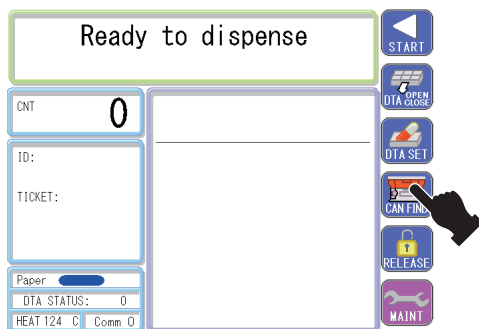 Ready to dispense
START
DTA OPEN CLOSE
CNT 0
DTA SET
ID:
TICKET:
CAN FIND
RELEASE
Paper
DTA STATUS: 0
HEAT 124 C Comm 0
MAINT